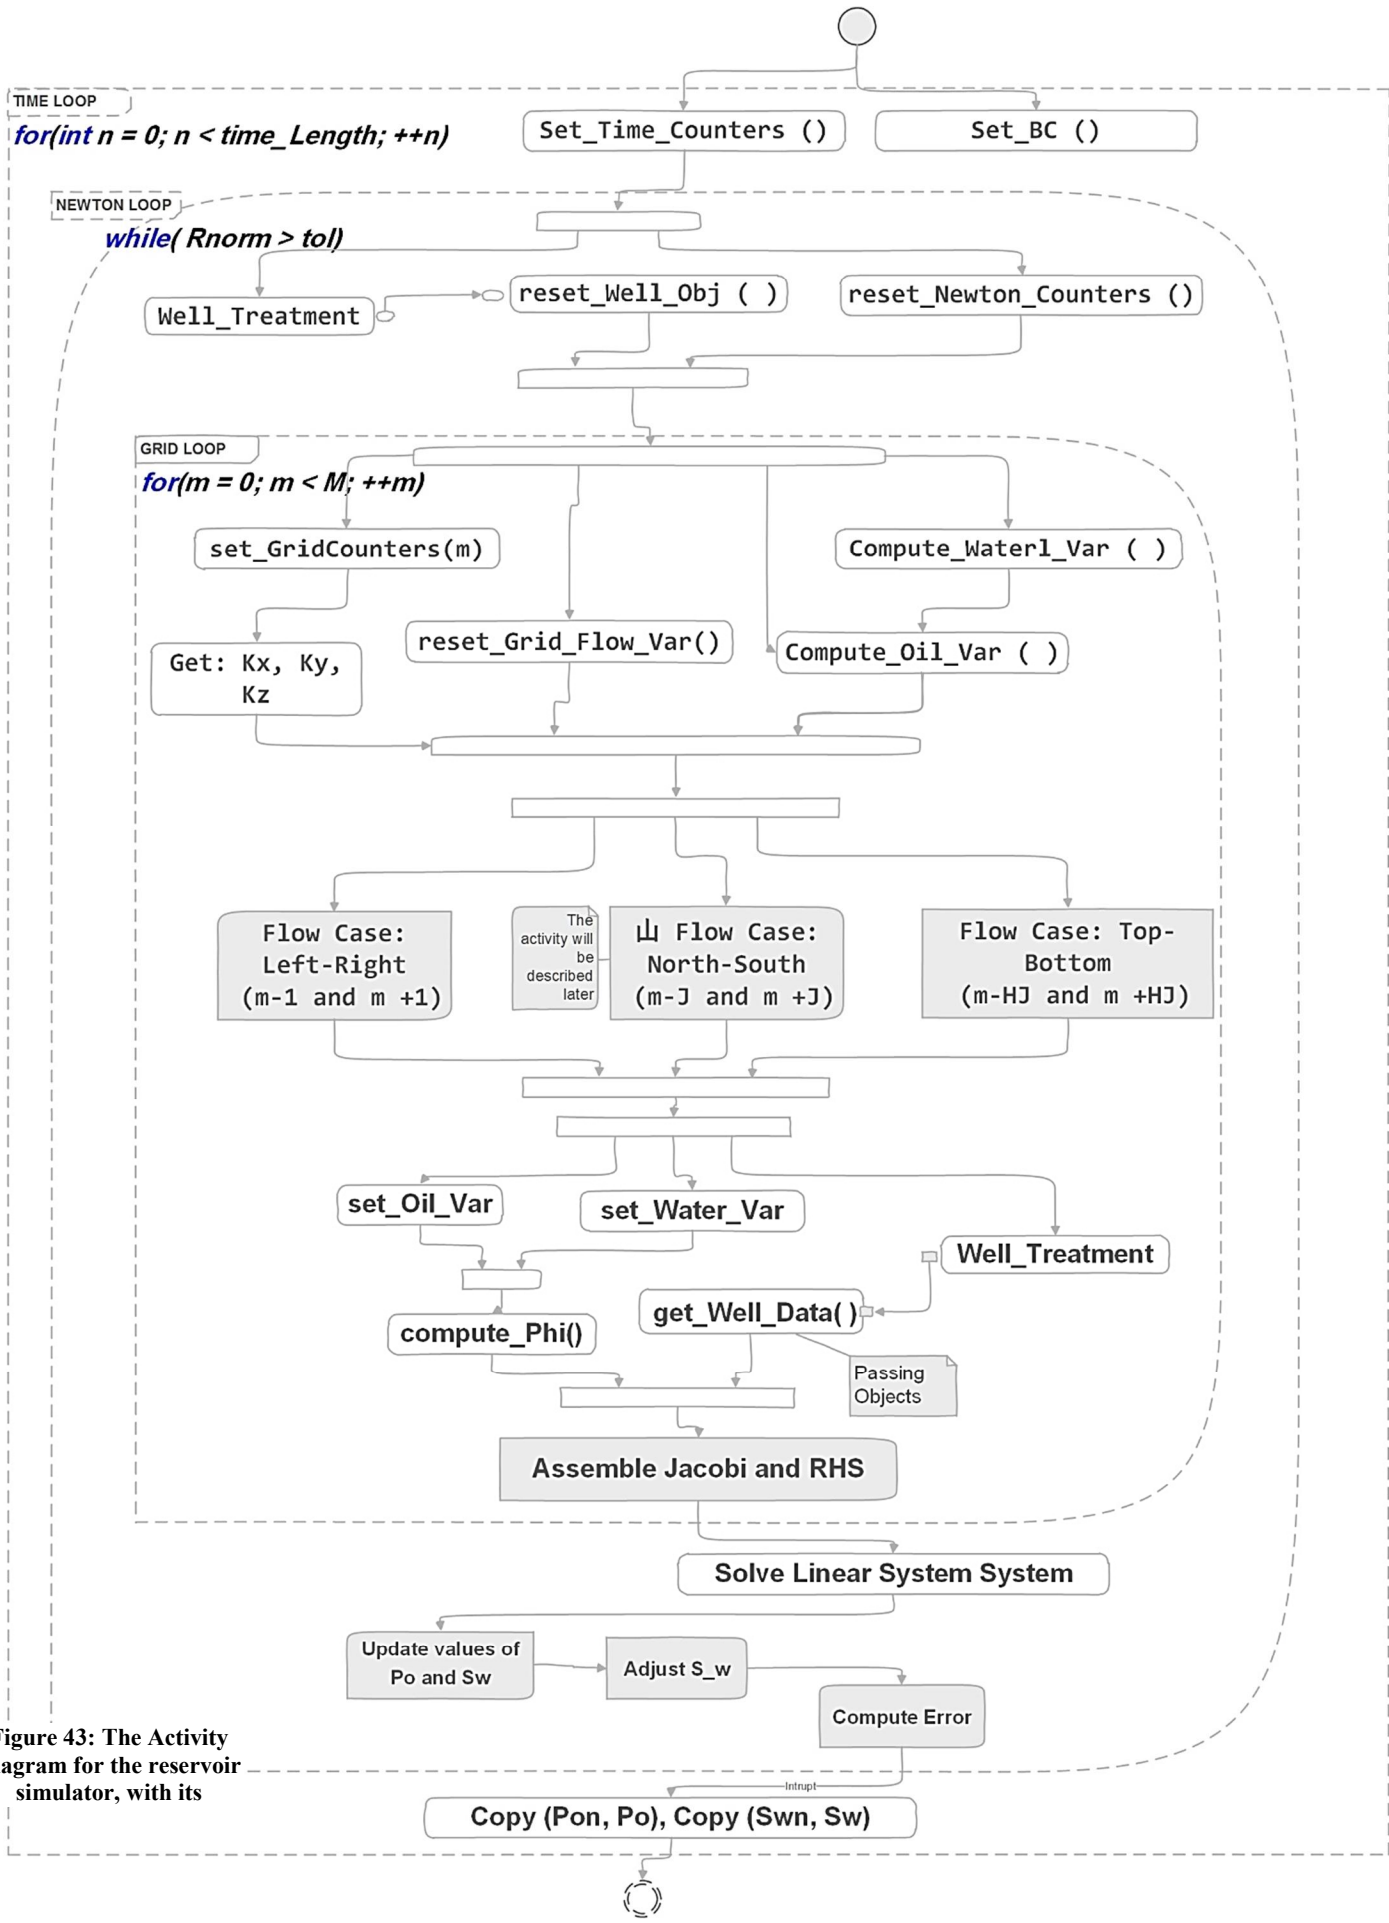 TIME LOOP
for(int n = 0; n < time_Length; ++n)
Set_Time_Counters ()
Set_BC ()
NEWTON LOOP
while( Rnorm > tol)
Well_Treatment
reset_Well_Obj ( )
reset_Newton_Counters ()
GRID LOOP
for(m = 0; m < M; ++m)
set_GridCounters(m)
Compute_Waterl_Var ( )
Get: Kx, Ky,
Kz
reset_Grid_Flow_Var()
Compute_Oil_Var ( )
Flow Case:
Left-Right
(m-1 and m +1)
The
activity will
be
described
later
山 Flow Case:
North-South
(m-J and m +J)
Flow Case: Top-
Bottom
(m-HJ and m +HJ)
set_Oil_Var
set_Water_Var
Well_Treatment
get_Well_Data( )
compute_Phi()
Passing
Objects
Assemble Jacobi and RHS
Solve Linear System System
Update values of
Po and Sw
Adjust S_w
Compute Error
igure 43: The Activity
agram for the reservoir
simulator, with its
Intrupt
Copy (Pon, Po), Copy (Swn, Sw)